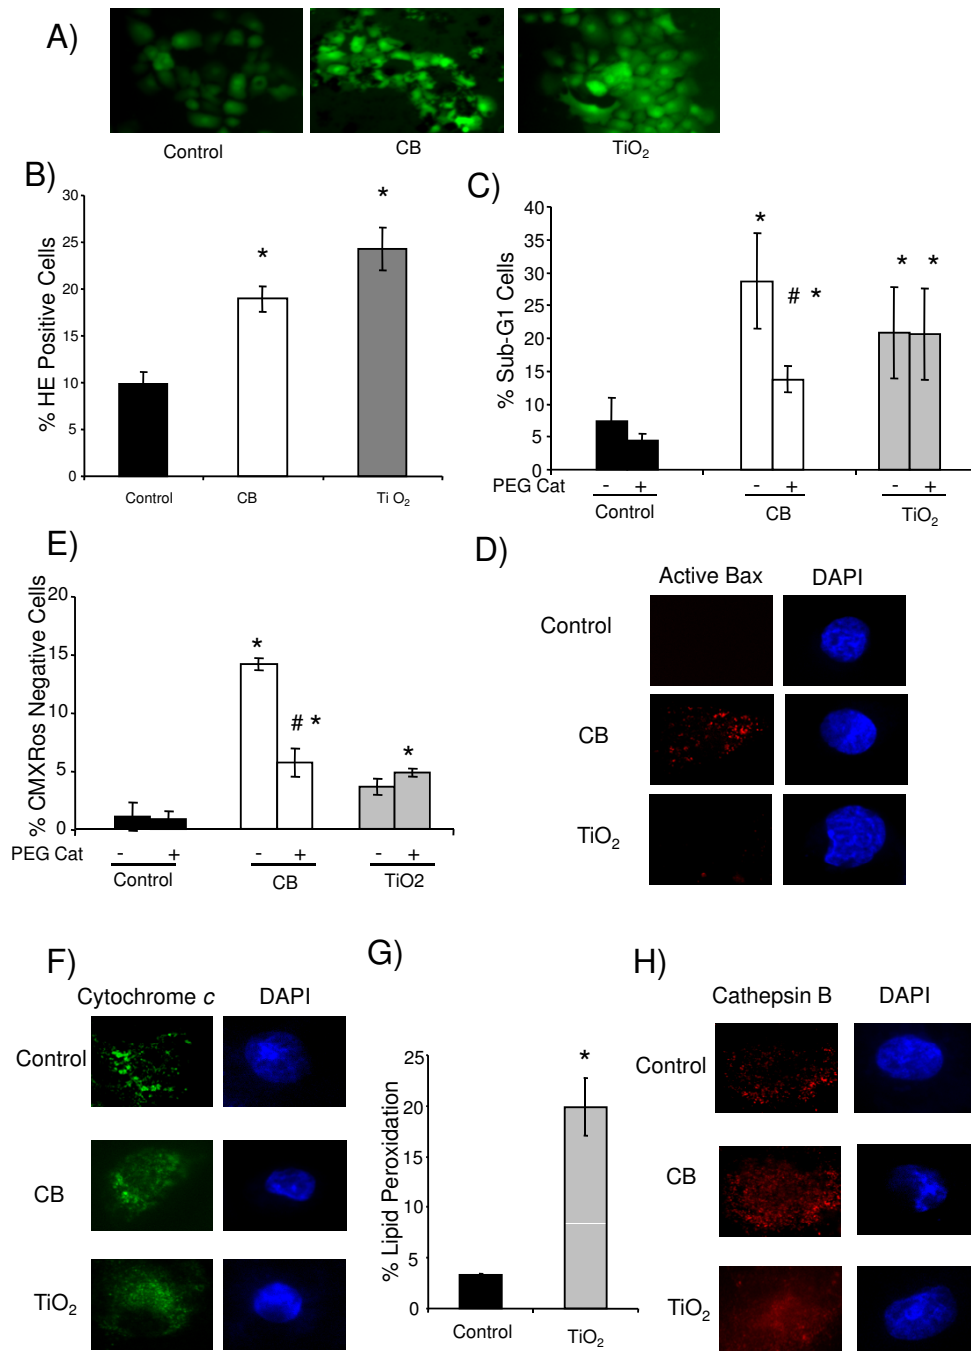 A)
Control
CB
TiO2
B)
% HE Positive Cells
30
25
20
15
10
5
0
*
*
Control
CB
Ti O2
C)
% Sub-G1 Cells
40
35
30
25
20
15
10
5
0
*
# *
* *
PEG Cat - + - + - +
Control
CB
TiO2
E)
% CMXRos Negative Cells
20
15
10
5
0
*
# *
*
PEG Cat - + - + - +
Control
CB
TiO2
D)
Active Bax DAPI
Control
CB
TiO2
F)
Cytochrome c DAPI
Control
CB
TiO2
G)
% Lipid Peroxidation
25
20
15
10
5
0
*
Control
TiO2
H)
Cathepsin B DAPI
Control
CB
TiO2